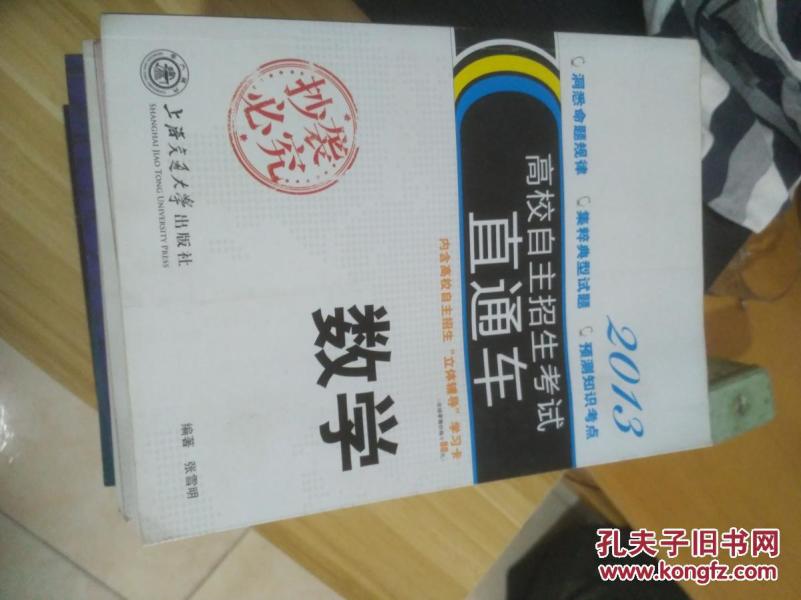 2013
洞悉命题规律 集粹典型试题 预测知识考点
高校自主招生考试
直通车
内含高校自主招生“立体辅导”学习卡
数学
编著 张雪明
抄袭
必究
上海交通大学出版社
SHANGHAI JIAO TONG UNIVERSITY PRESS
孔夫子旧书网
www.kongfz.com